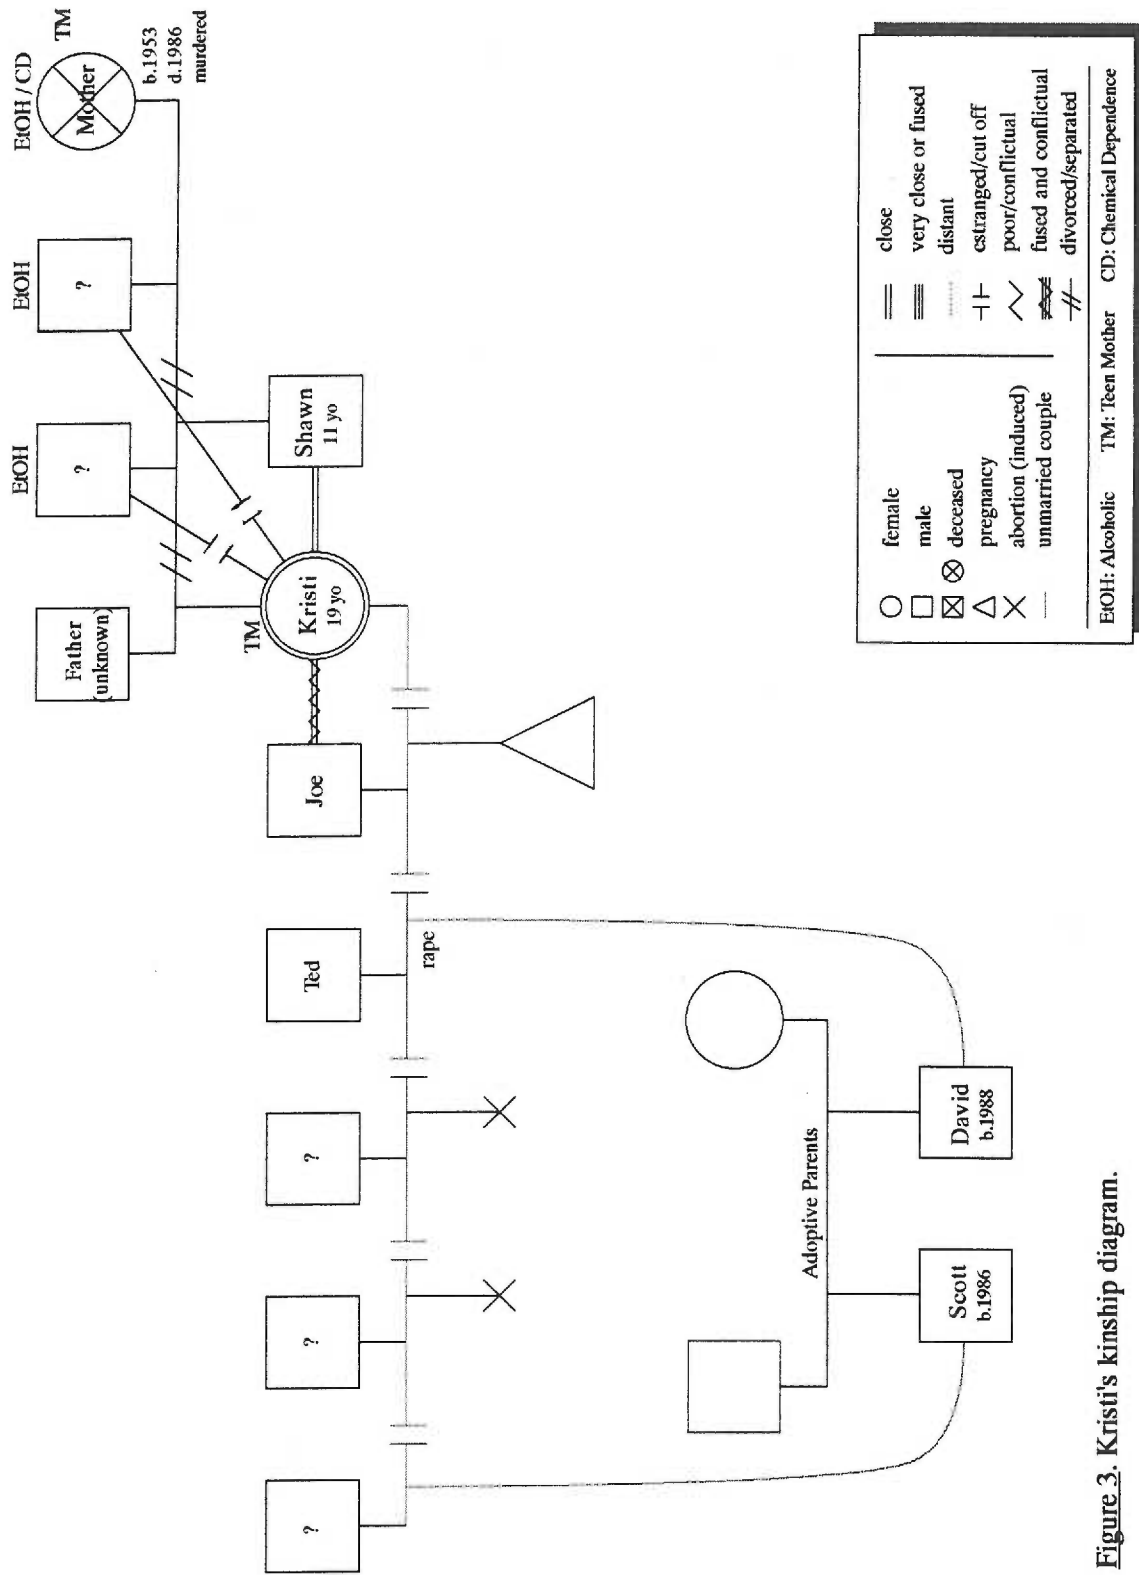 EtOH
EtOH
EtOH / CD
TM
Father
(unknown)
?
?
Mother
b.1953
d.1986
murdered
TM
?
?
?
Ted
Joe
Kristi
19 yo
Shawn
11 yo
rape
Adoptive Parents
Scott
b.1986
David
b.1988
female
male
deceased
pregnancy
abortion (induced)
unmarried couple
close
very close or fused
distant
estranged/cut off
poor/conflictual
fused and conflictual
divorced/separated
EtOH: Alcoholic TM: Teen Mother CD: Chemical Dependence
Figure 3. Kristi's kinship diagram.